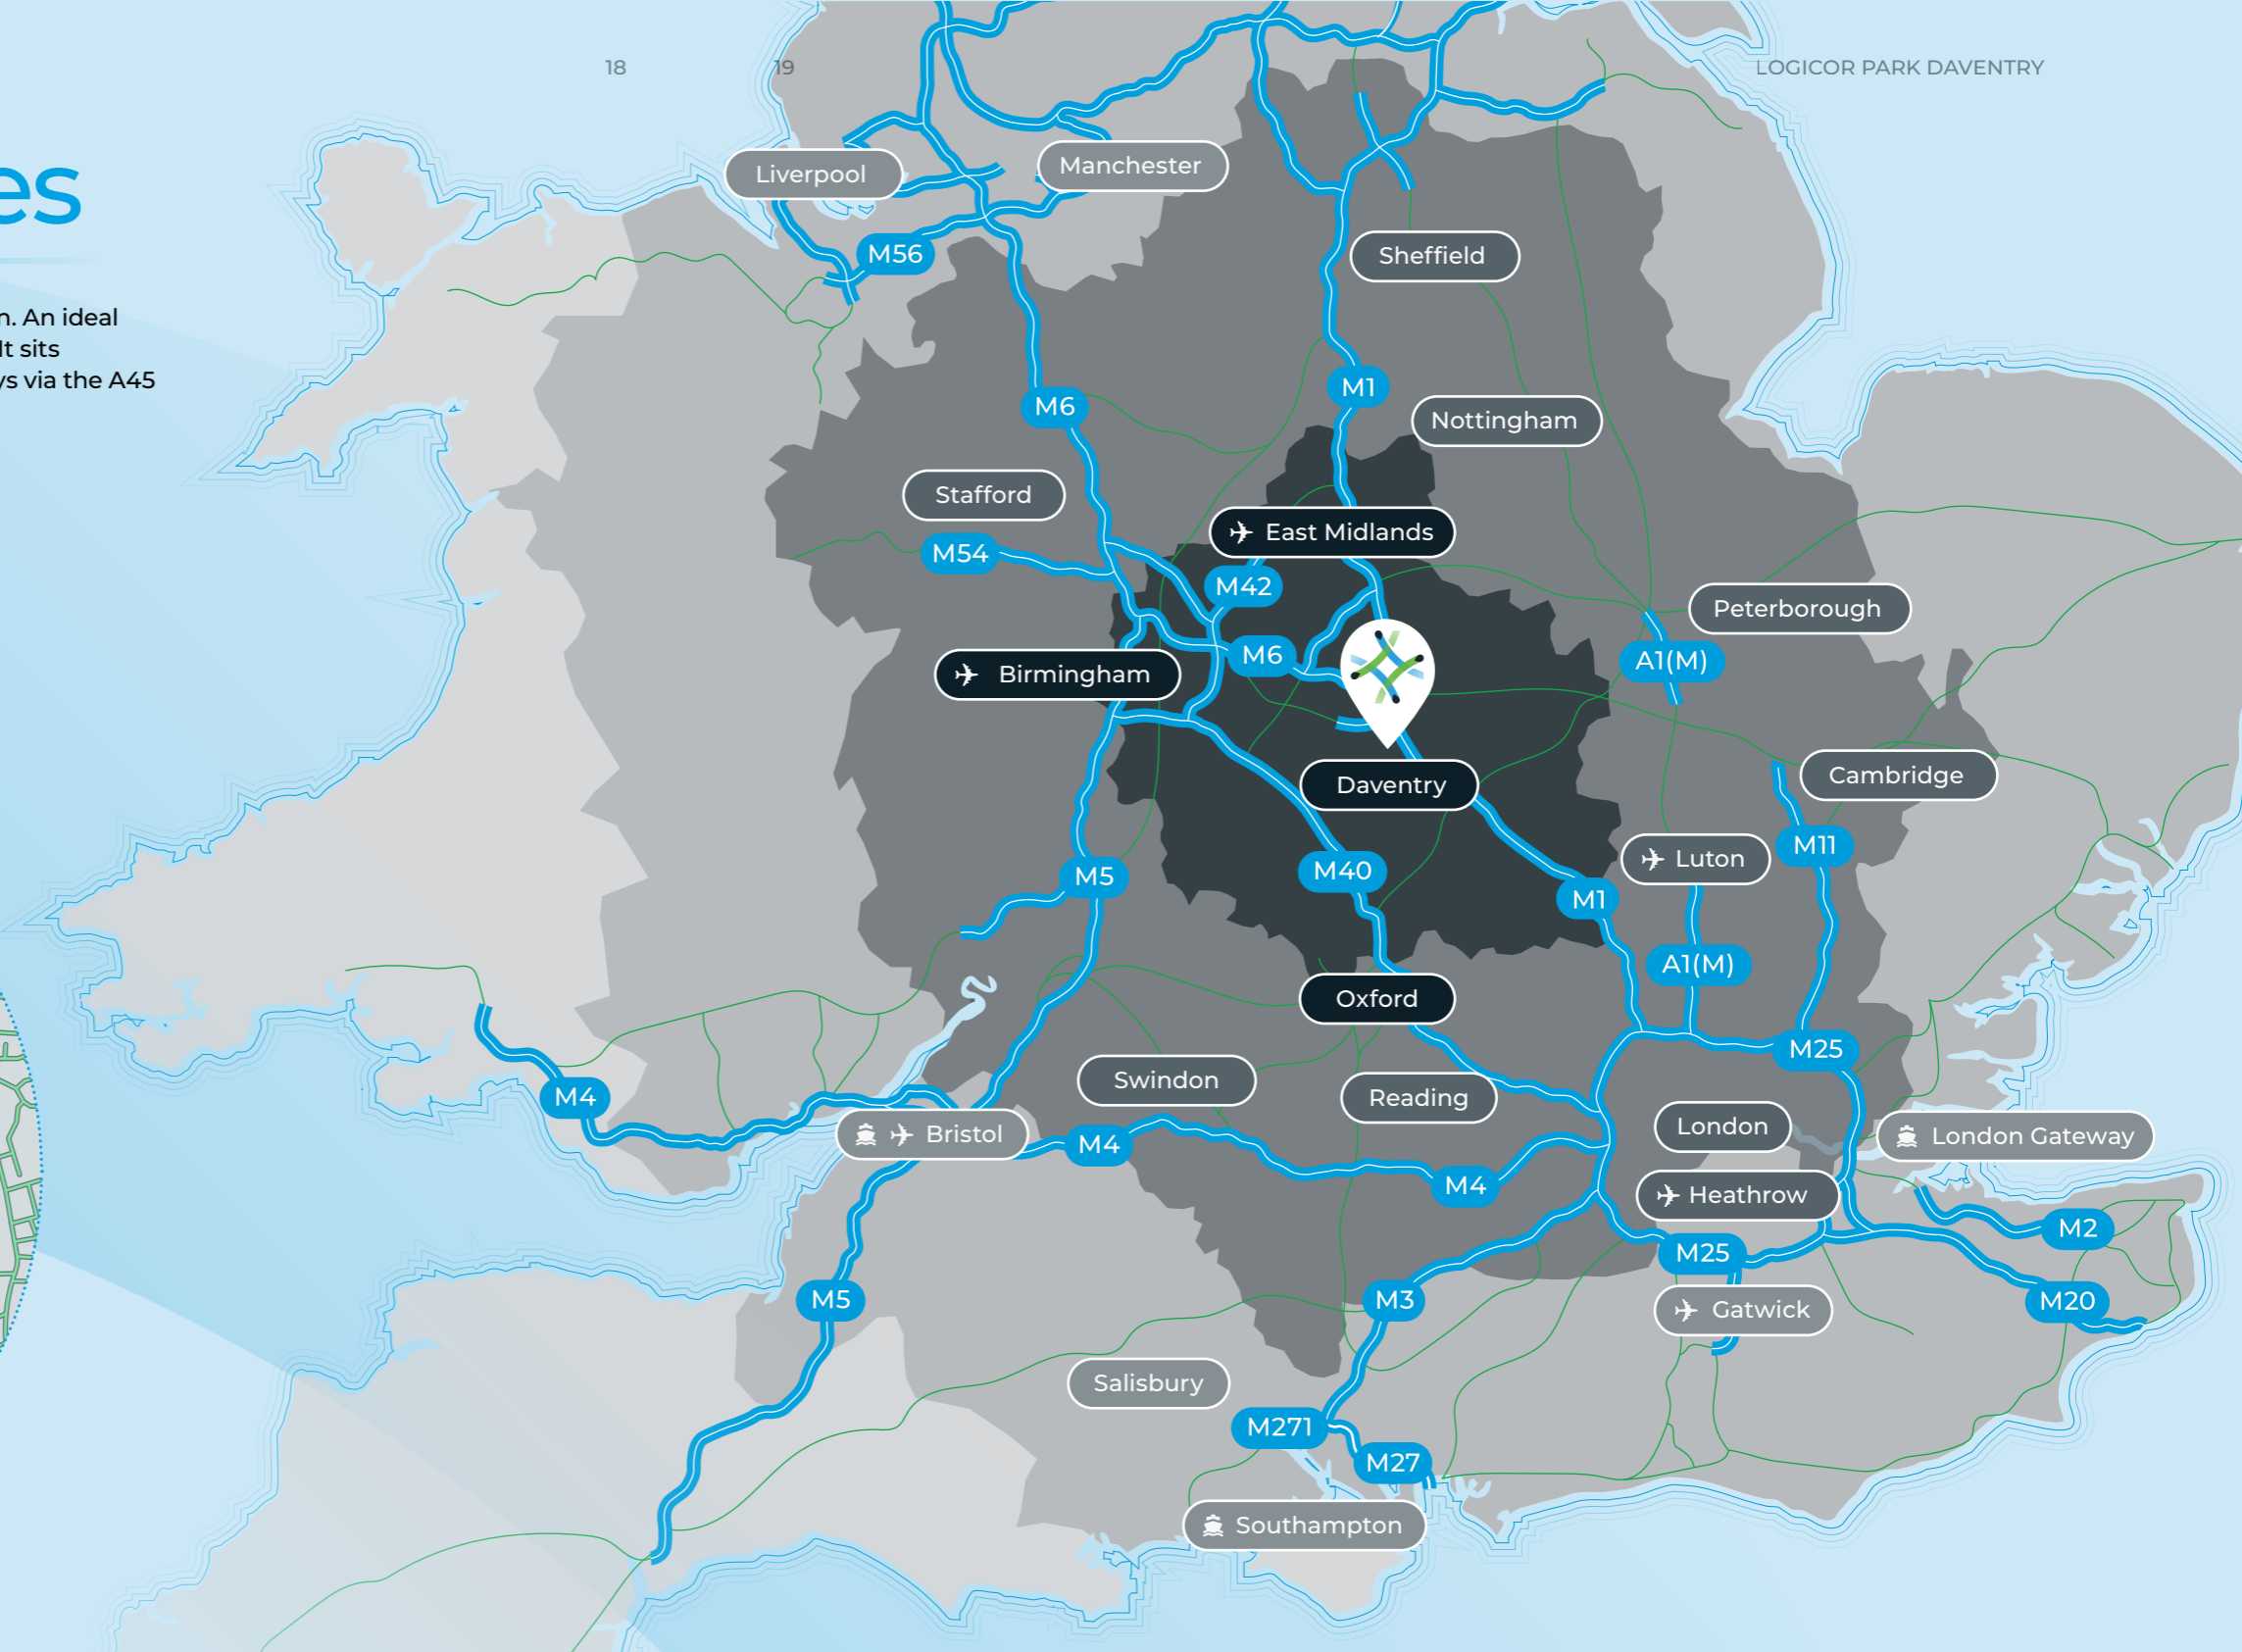 18
19
LOGICOR PARK DAVENTRY
es
n. An ideal
It sits
ys via the A45
Liverpool
Manchester
M56
Sheffield
M1
M6
Nottingham
Stafford
East Midlands
M54
M42
Peterborough
M6
A1(M)
Birmingham
Cambridge
Daventry
M11
Luton
M40
M5
M1
A1(M)
Oxford
M25
Swindon
Reading
M4
London
Bristol
London Gateway
M4
M4
Heathrow
M2
M25
M5
M3
M20
Gatwick
Salisbury
M271
M27
Southampton